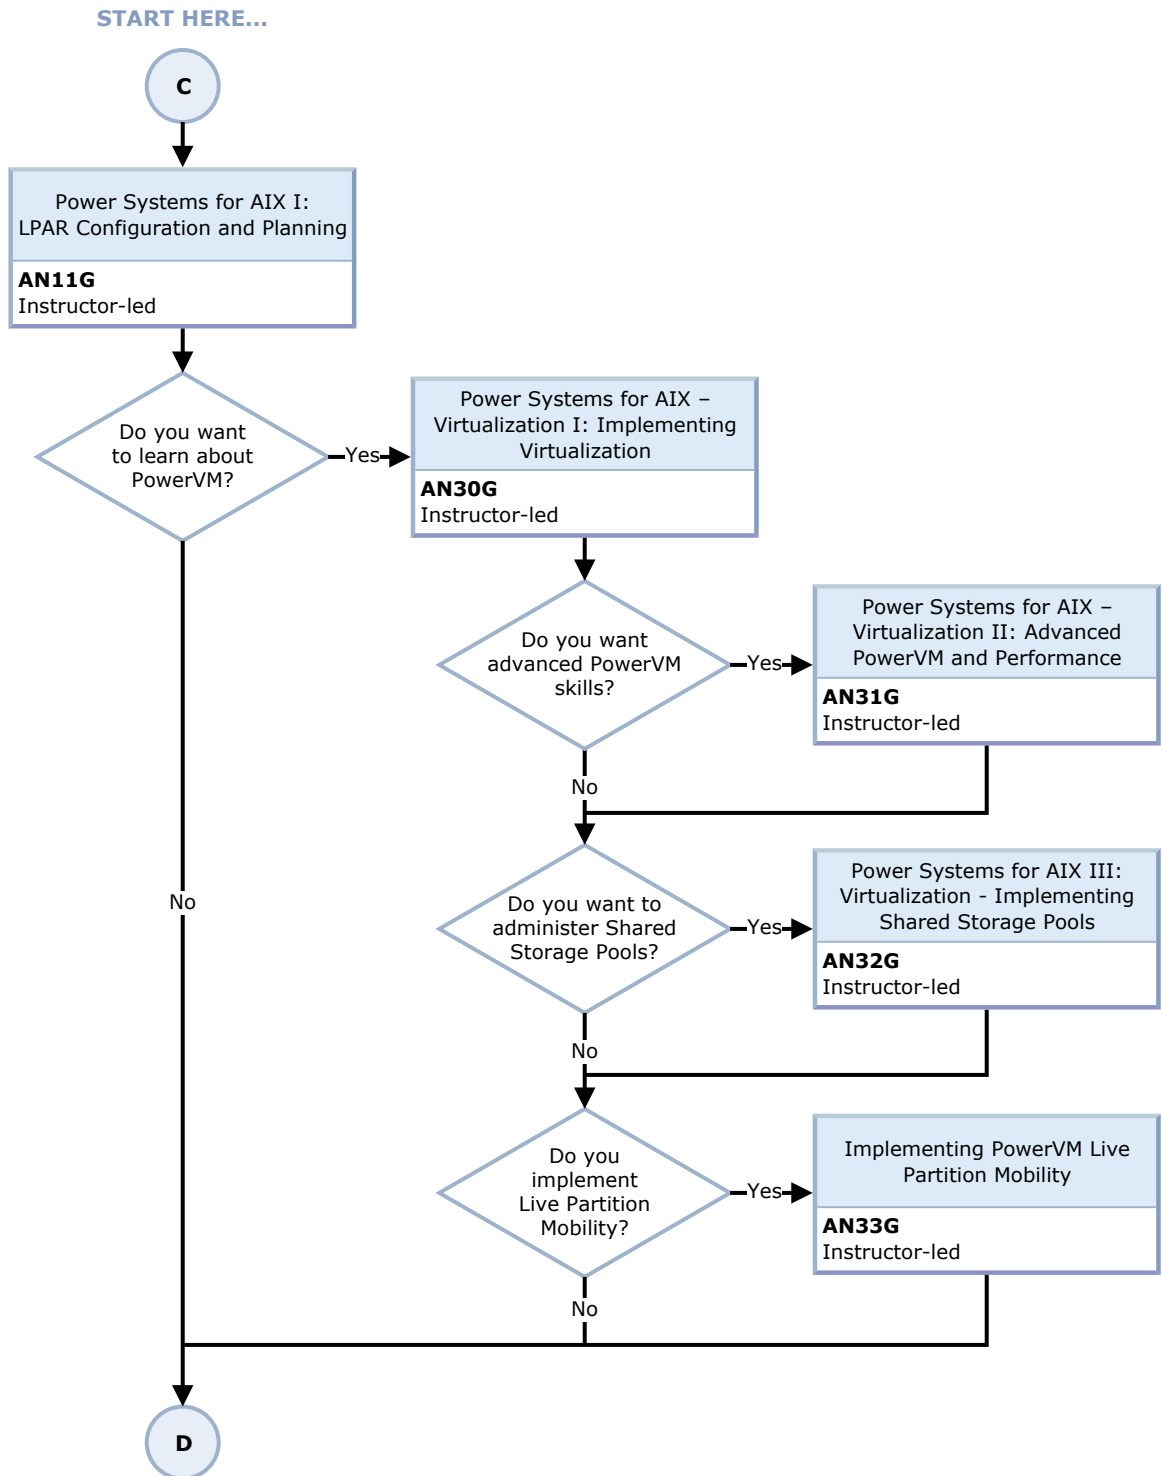 START HERE...
C
Power Systems for AIX I:
LPAR Configuration and Planning
AN11G
Instructor-led
Do you want
to learn about
PowerVM?
Yes
Power Systems for AIX –
Virtualization I: Implementing
Virtualization
AN30G
Instructor-led
Do you want
advanced PowerVM
skills?
Yes
Power Systems for AIX –
Virtualization II: Advanced
PowerVM and Performance
AN31G
Instructor-led
No
No
Do you want to
administer Shared
Storage Pools?
Yes
Power Systems for AIX III:
Virtualization - Implementing
Shared Storage Pools
AN32G
Instructor-led
No
Do you
implement
Live Partition
Mobility?
Yes
Implementing PowerVM Live
Partition Mobility
AN33G
Instructor-led
No
D